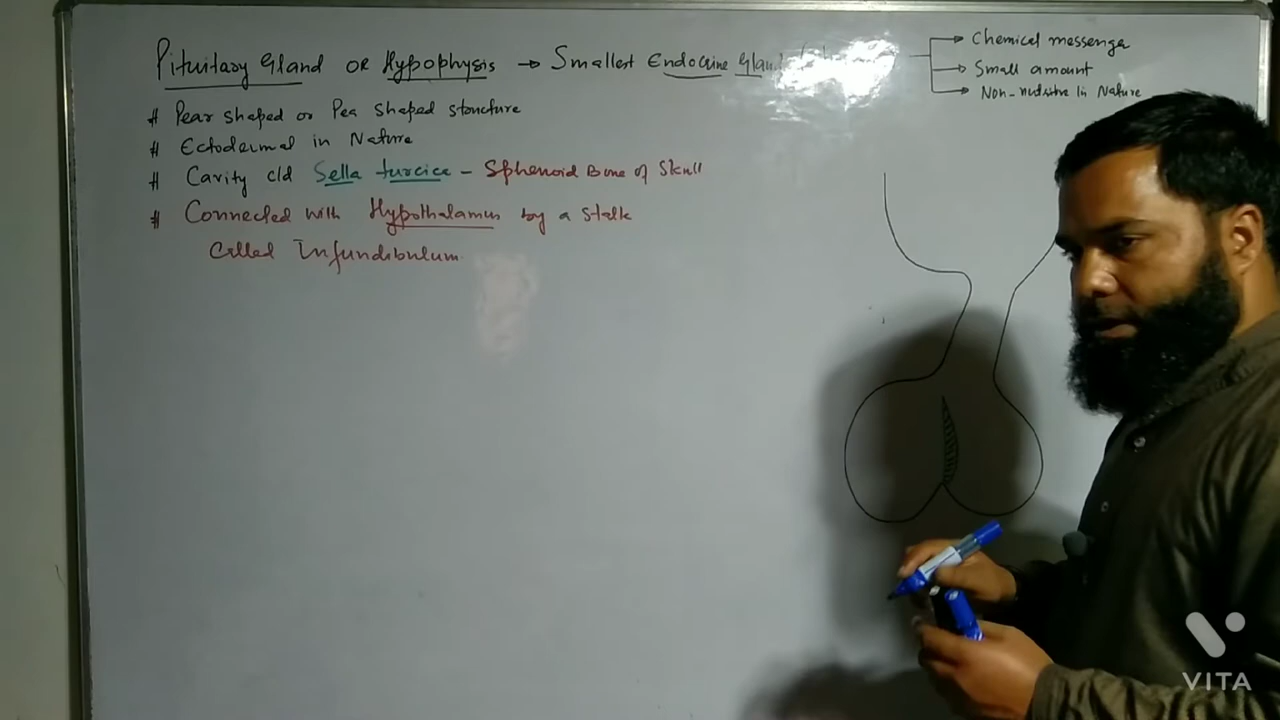 Pituitary Gland OR Hypophysis → Smallest Endocrine Gland
→ Chemical messenger
→ Small amount
→ Non-nutritive in Nature
# Pear shaped or Pea shaped structure
# Ectodermal in Nature
# Cavity c/d Sella turcica - Sphenoid Bone of Skull
# Connected with Hypothalamus by a stalk
Called Infundibulum
VITA